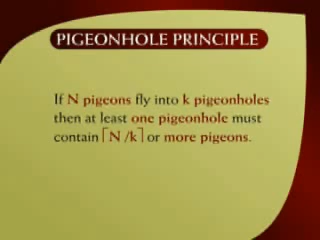 PIGEONHOLE PRINCIPLE
If N pigeons fly into k pigeonholes
then at least one pigeonhole must
contain ⌈N /k⌉ or more pigeons.